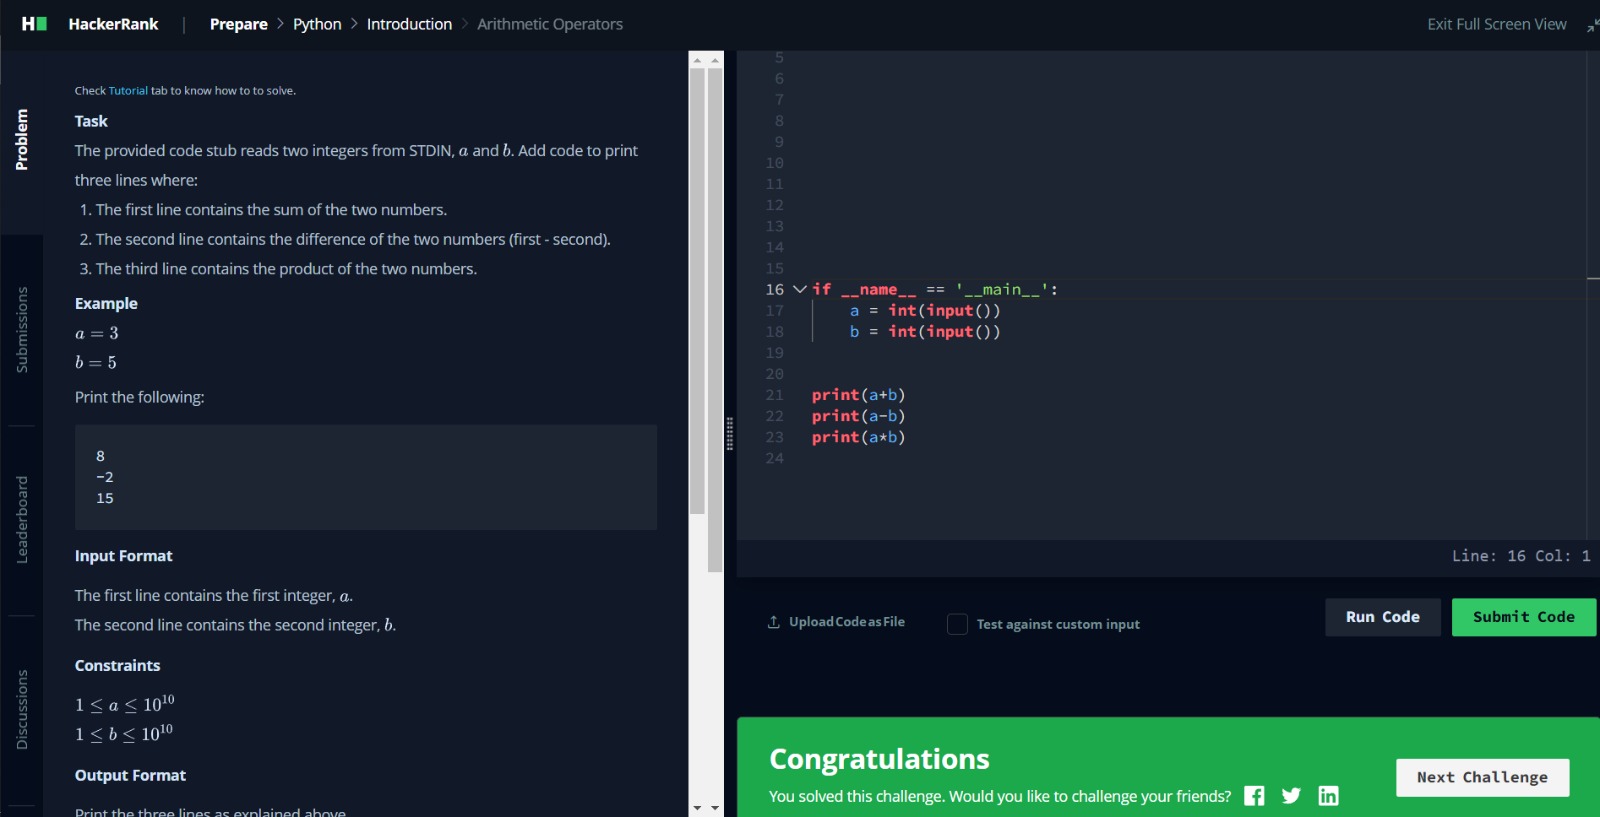 HackerRank | Prepare > Python > Introduction > Arithmetic Operators
Exit Full Screen View
Problem
Submissions
Leaderboard
Discussions
Check Tutorial tab to know how to to solve.
Task
The provided code stub reads two integers from STDIN, a and b. Add code to print
three lines where:
1. The first line contains the sum of the two numbers.
2. The second line contains the difference of the two numbers (first - second).
3. The third line contains the product of the two numbers.
Example
a = 3
b = 5
Print the following:
8
-2
15
Input Format
The first line contains the first integer, a.
The second line contains the second integer, b.
Constraints
1 ≤ a ≤ 10¹⁰
1 ≤ b ≤ 10¹⁰
Output Format
Print the three lines as explained above
5
6
7
8
9
10
11
12
13
14
15
16 if __name__ == '__main__':
17     a = int(input())
18     b = int(input())
19
20
21 print(a+b)
22 print(a-b)
23 print(a*b)
24
Line: 16 Col: 1
Upload Code as File
Test against custom input
Run Code
Submit Code
Congratulations
You solved this challenge. Would you like to challenge your friends?
Next Challenge